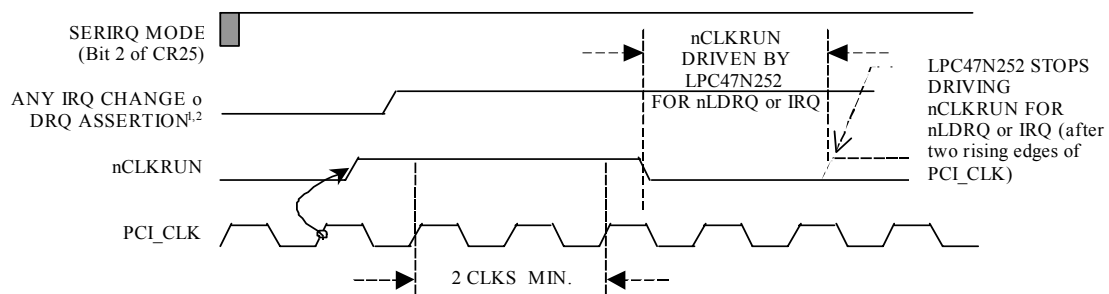 SERIRQ MODE
(Bit 2 of CR25)
nCLKRUN
DRIVEN BY
LPC47N252
FOR nLDRQ or IRQ
LPC47N252 STOPS
DRIVING
nCLKRUN FOR
nLDRQ or IRQ (after
two rising edges of
PCI_CLK)
ANY IRQ CHANGE o
DRQ ASSERTION1,2
nCLKRUN
PCI_CLK
2 CLKS MIN.